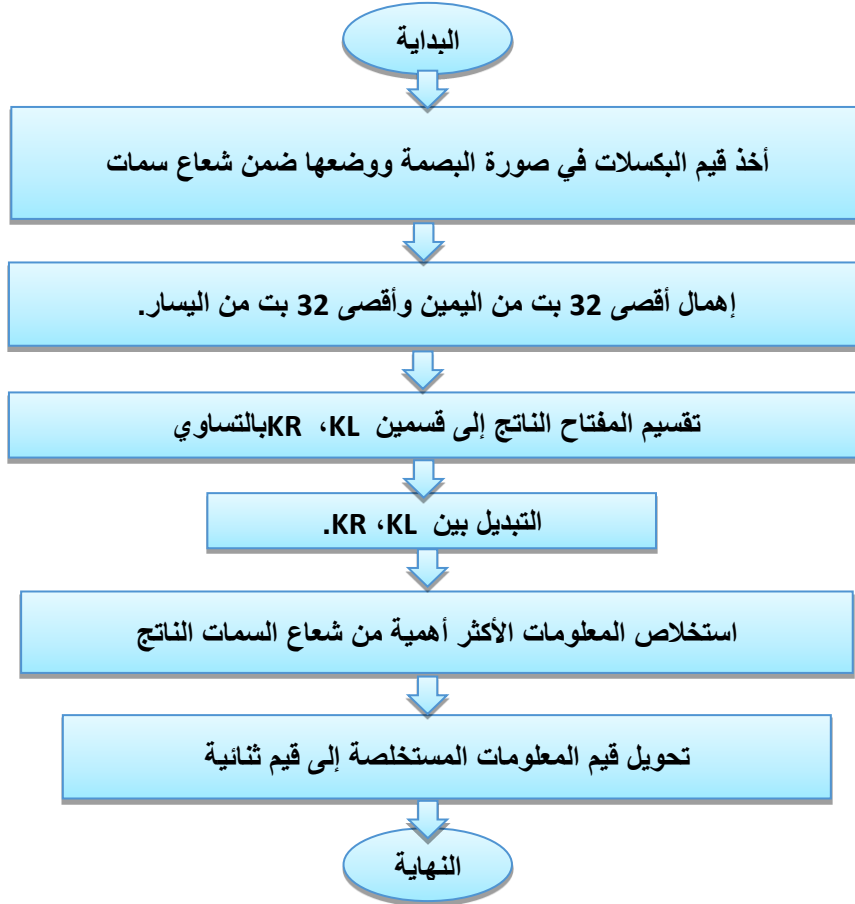 البداية
أخذ قيم البكسلات في صورة البصمة ووضعها ضمن شعاع سمات
إهمال أقصى 32 بت من اليمين وأقصى 32 بت من اليسار.
تقسيم المفتاح الناتج إلى قسمين KL، KRبالتساوي
التبديل بين KL، KR.
استخلاص المعلومات الأكثر أهمية من شعاع السمات الناتج
تحويل قيم المعلومات المستخلصة إلى قيم ثنائية
النهاية